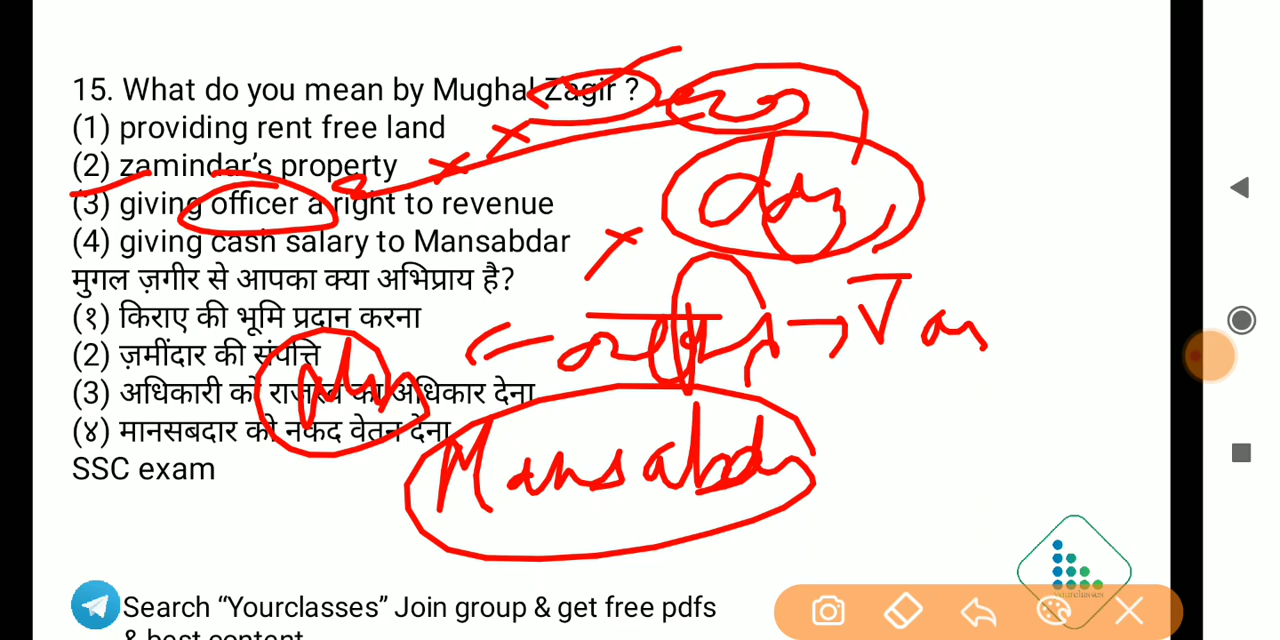 15. What do you mean by Mughal Zagir ?
(1) providing rent free land
(2) zamindar's property
(3) giving officer a right to revenue
(4) giving cash salary to Mansabdar
मुगल ज़गीर से आपका क्या अभिप्राय है?
(१) किराए की भूमि प्रदान करना
(2) ज़मींदार की संपत्ति
(3) अधिकारी को राजस्व का अधिकार देना
(४) मानसबदार को नकद वेतन देना
Mansabdar
SSC exam
Search “Yourclasses” Join group & get free pdfs
& best content